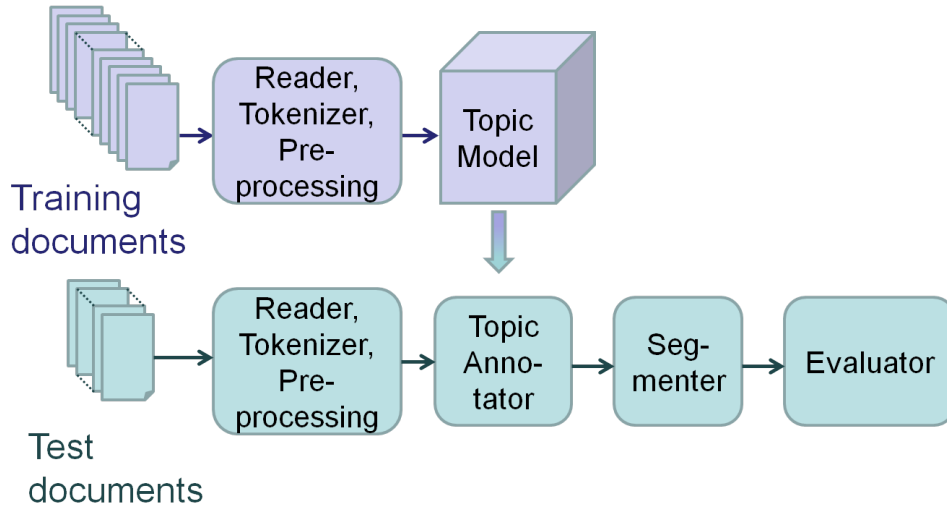 Reader,
Tokenizer,
Pre-
processing
Topic
Model
Training
documents
Reader,
Tokenizer,
Pre-
processing
Topic
Anno-
tator
Seg-
menter
Evaluator
Test
documents